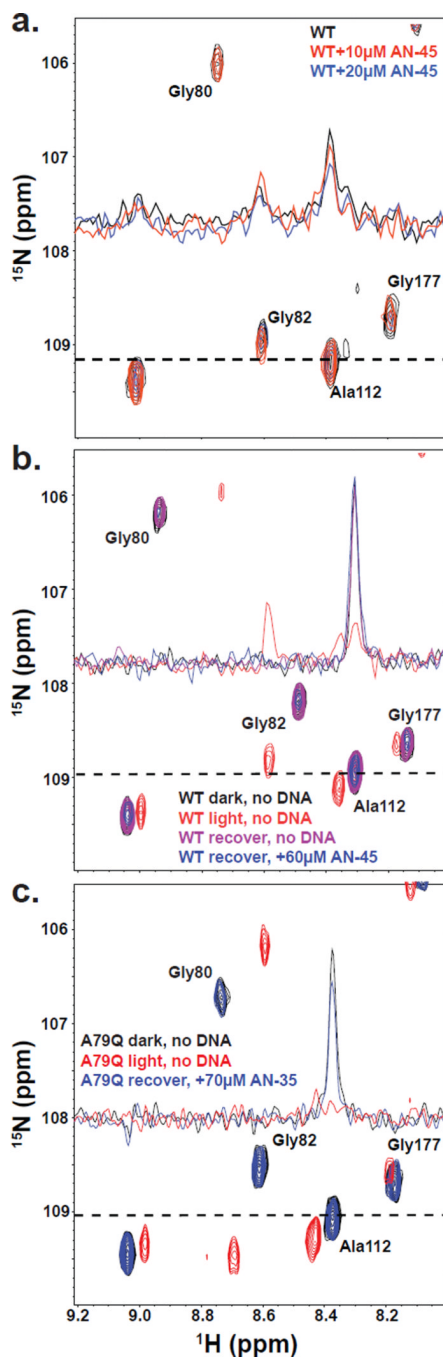 a.
WT
WT+10µM AN-45
WT+20µM AN-45
106
Gly80
107
15N (ppm)
108
Gly177
Gly82
109
Ala112
b.
106
Gly80
107
15N (ppm)
108
Gly82
Gly177
109
WT dark, no DNA
Ala112
WT light, no DNA
WT recover, no DNA
WT recover, +60µM AN-45
c.
106
Gly80
A79Q dark, no DNA
107
A79Q light, no DNA
A79Q recover, +70µM AN-35
15N (ppm)
108
Gly82
Gly177
109
Ala112
9.2 9.0 8.8 8.6 8.4 8.2
1H (ppm)